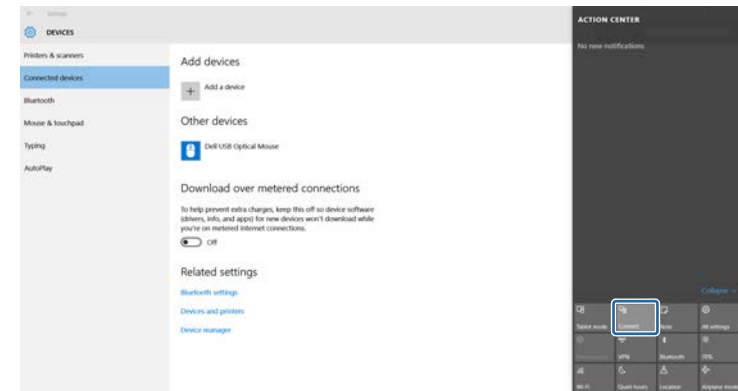 Settings
DEVICES
Printers & scanners
Connected devices
Bluetooth
Mouse & touchpad
Typing
AutoPlay
Add devices
Add a device
Other devices
Dell USB Optical Mouse
Download over metered connections
To help prevent extra charges, keep this off so device software
(drivers, info, and apps) for new devices won't download while
you're on metered Internet connections.
Off
Related settings
Bluetooth settings
Devices and printers
Device manager
ACTION CENTER
No new notifications
Collapse
Tablet mode
Connect
Note
All settings
VPN
Bluetooth
Wi-Fi
Quiet hours
Location
Airplane mode